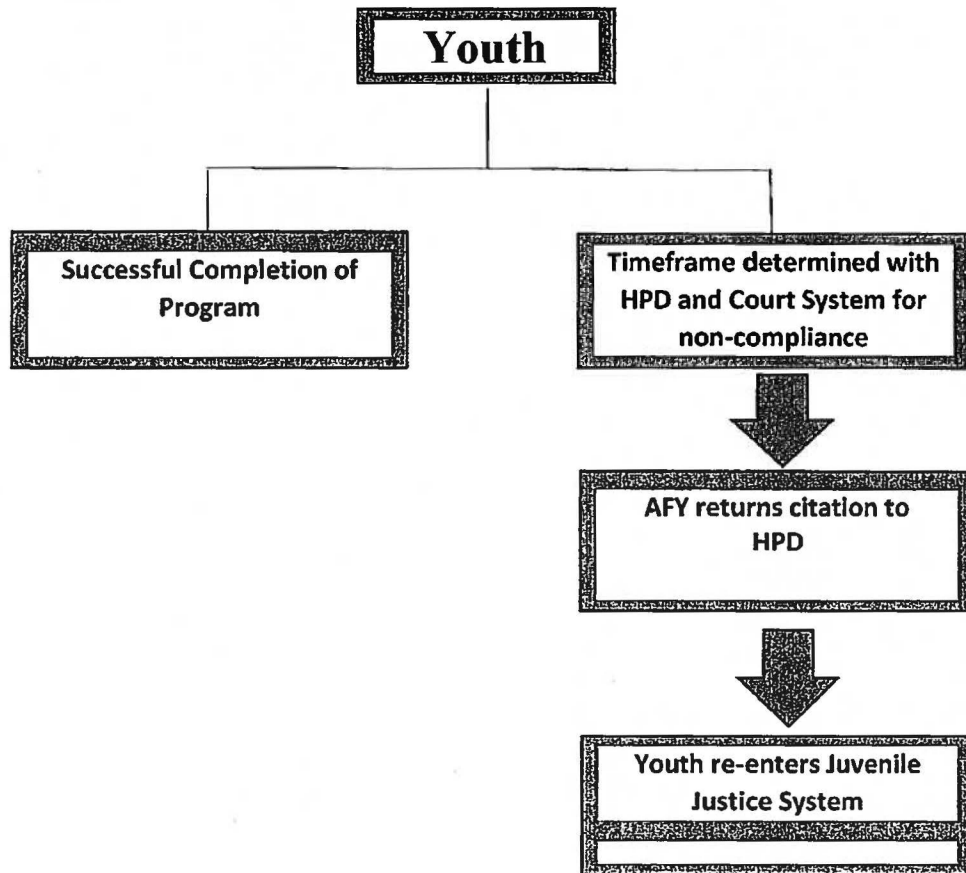 Youth
Successful Completion of
Program
Timeframe determined with
HPD and Court System for
non-compliance
AFY returns citation to
HPD
Youth re-enters Juvenile
Justice System